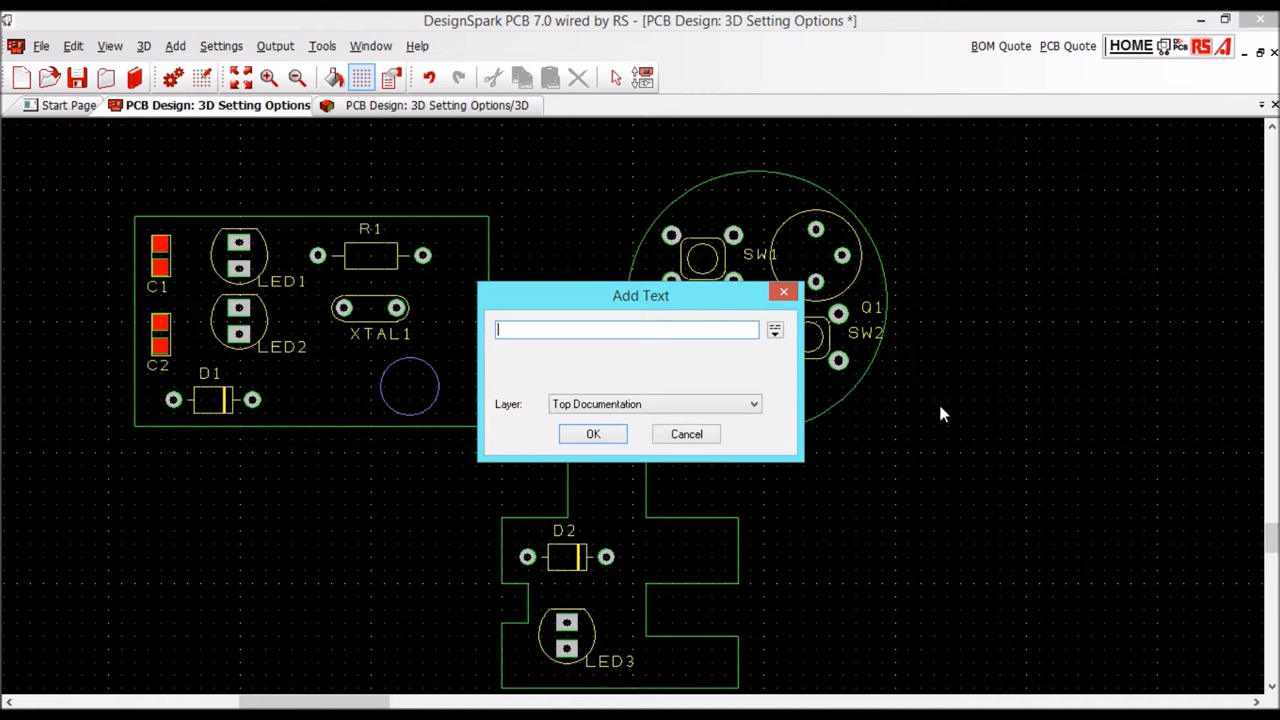 DesignSpark PCB 7.0 wired by RS - [PCB Design: 3D Setting Options *]
File Edit View 3D Add Settings Output Tools Window Help
BOM Quote PCB Quote HOME PCB RS
Start Page PCB Design: 3D Setting Options PCB Design: 3D Setting Options/3D
R1
C1 LED1
XTAL1
C2 LED2
D1
SW1
Q1
SW2
Add Text
Layer: Top Documentation
OK Cancel
D2
LED3